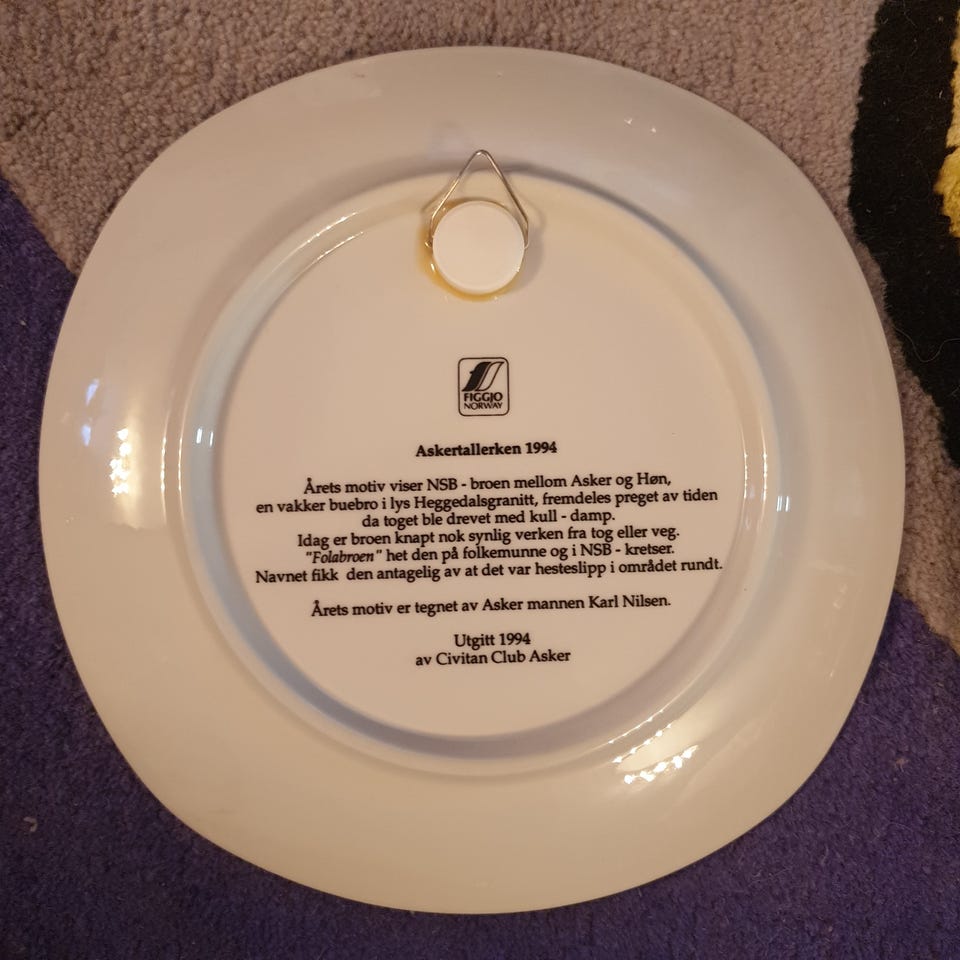 FIGGJO
NORWAY
Askertallerken 1994
Årets motiv viser NSB - broen mellom Asker og Høn,
en vakker buebro i lys Heggedalsgranitt, fremdeles preget av tiden
da toget ble drevet med kull - damp.
Idag er broen knapt nok synlig verken fra tog eller veg.
"Folabroen" het den på folkemunne og i NSB - kretser.
Navnet fikk den antagelig av at det var hesteslipp i området rundt.
Årets motiv er tegnet av Asker mannen Karl Nilsen.
Utgitt 1994
av Civitan Club Asker